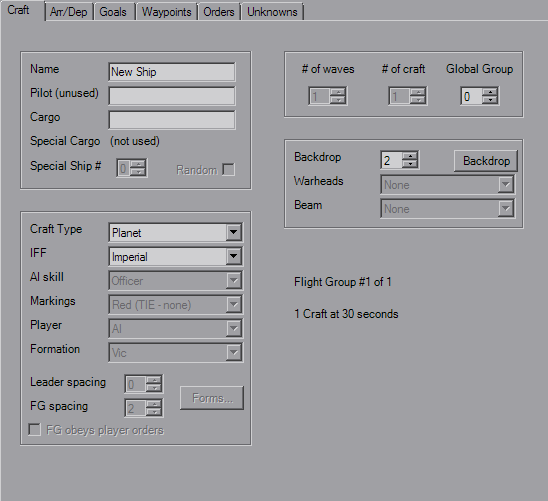 Craft Arr/Dep Goals Waypoints Orders Unknowns
Name New Ship
Pilot (unused)
Cargo
Special Cargo (not used)
Special Ship # 0 Random
# of waves # of craft Global Group
1 1 0
Backdrop 2 Backdrop
Warheads None
Beam None
Craft Type Planet
IFF Imperial
AI skill Officer
Markings Red (TIE - none)
Player AI
Formation Vic
Leader spacing 0
FG spacing 2
Forms...
FG obeys player orders
Flight Group #1 of 1
1 Craft at 30 seconds